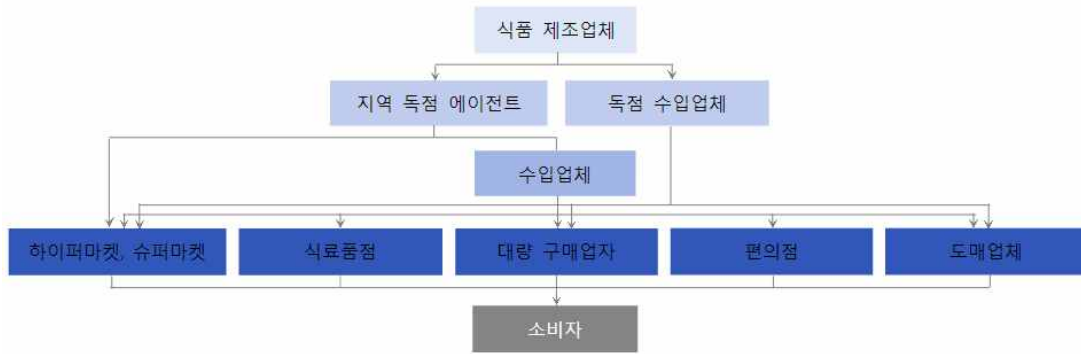 식품 제조업체
지역 독점 에이전트
독점 수입업체
수입업체
하이퍼마켓, 슈퍼마켓
식료품점
대량 구매업자
편의점
도매업체
소비자